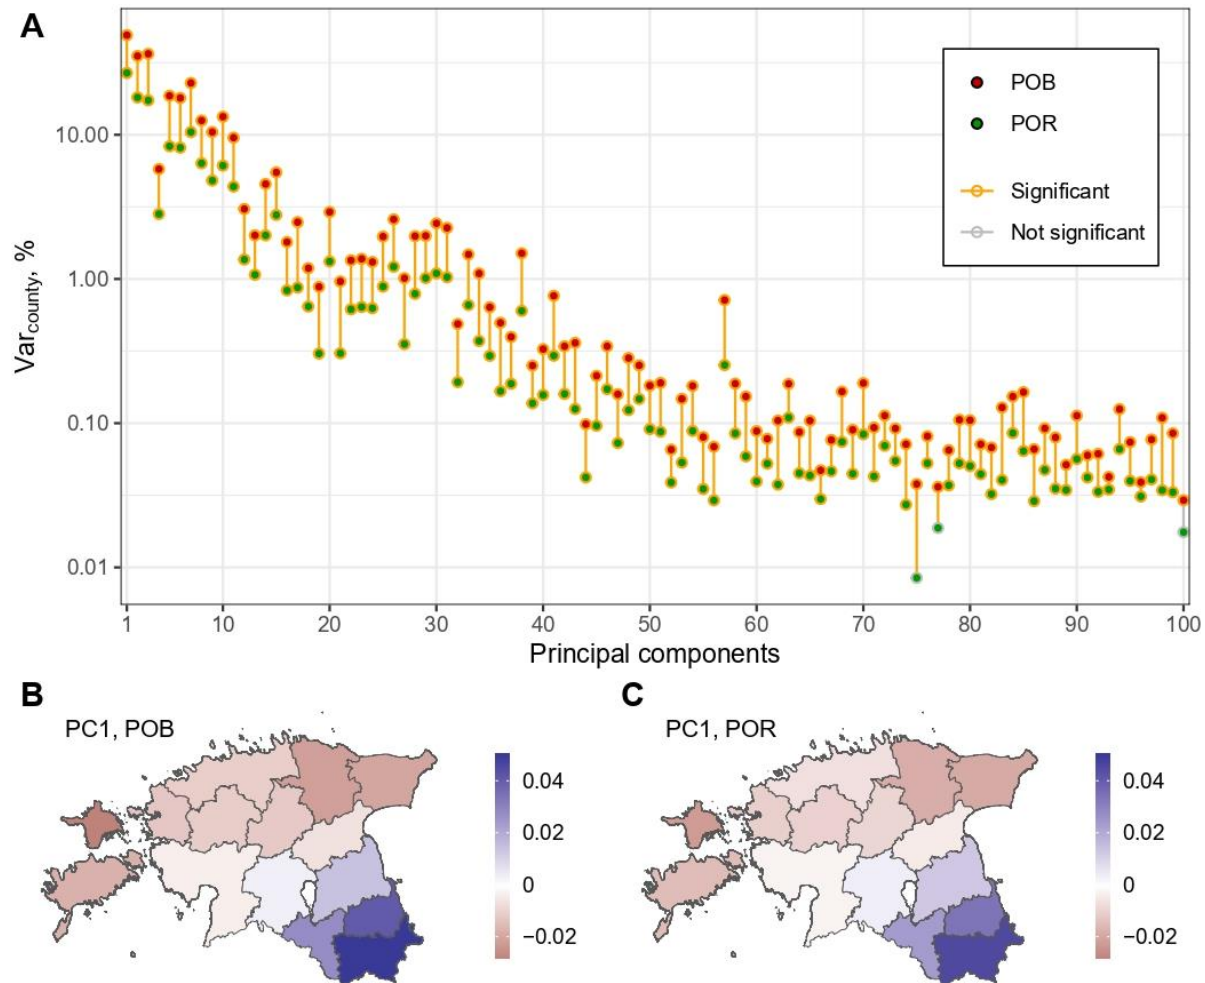 A
POB
POR
Significant
Not significant
10.00
1.00
0.10
0.01
Var county, %
1 10 20 30 40 50 60 70 80 90 100
Principal components
B
PC1, POB
0.04
0.02
0
−0.02
C
PC1, POR
0.04
0.02
0
−0.02